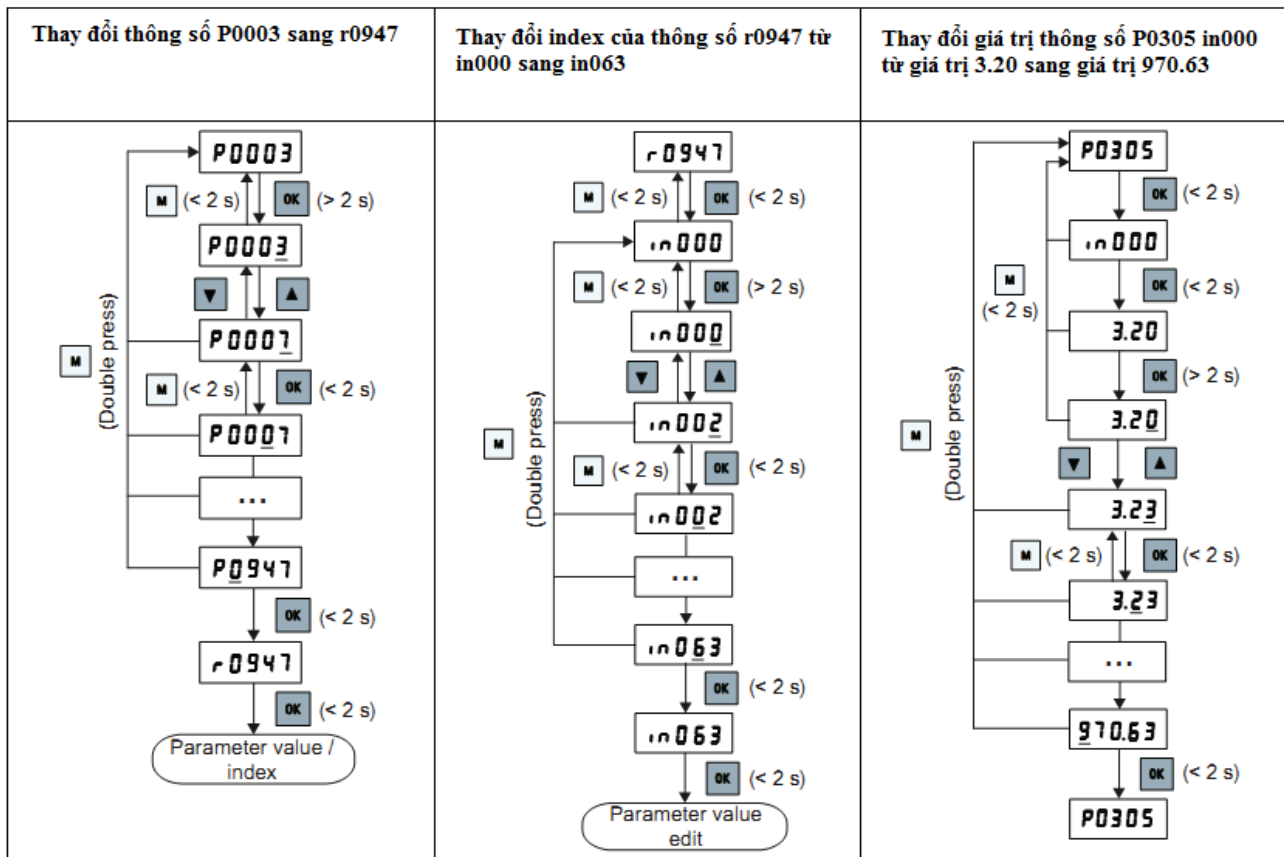 Thay đổi thông số P0003 sang r0947
P0003
M (< 2 s) OK (> 2 s)
P0003
▼ ▲
P0007
M (< 2 s) OK (< 2 s)
P0007
...
P0947
OK (< 2 s)
r0947
OK (< 2 s)
Parameter value /
index
M
(Double press)
Thay đổi index của thông số r0947 từ
in000 sang in063
r0947
M (< 2 s) OK (< 2 s)
in000
M (< 2 s) OK (> 2 s)
in000
▼ ▲
in002
M (< 2 s) OK (< 2 s)
in002
...
in063
OK (< 2 s)
in063
OK (< 2 s)
Parameter value
edit
M
(Double press)
Thay đổi giá trị thông số P0305 in000
từ giá trị 3.20 sang giá trị 970.63
P0305
OK (< 2 s)
in000
M
(< 2 s)
OK (< 2 s)
3.20
OK (> 2 s)
3.20
▼ ▲
3.23
M (< 2 s) OK (< 2 s)
3.23
...
970.63
OK (< 2 s)
P0305
M
(Double press)